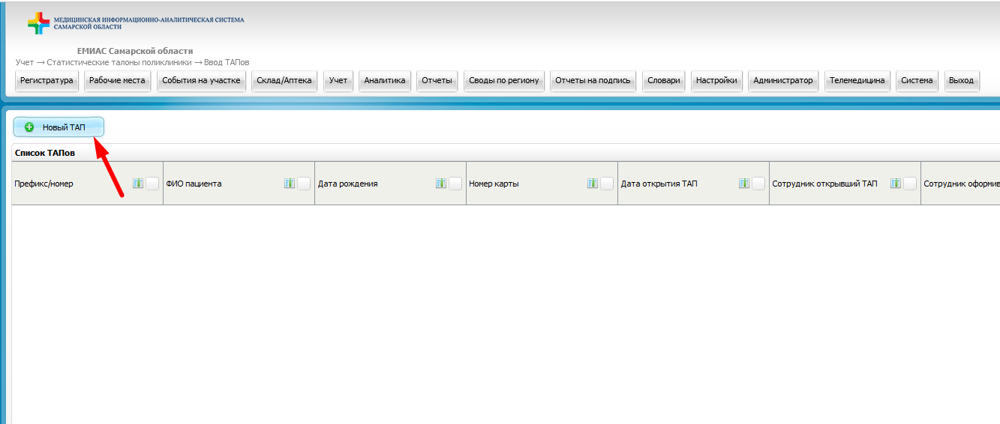 МЕДИЦИНСКАЯ ИНФОРМАЦИОННО-АНАЛИТИЧЕСКАЯ СИСТЕМА
САМАРСКОЙ ОБЛАСТИ
ЕМИАС Самарской области
Учет → Статистические талоны поликлиники → Ввод ТАПов
Регистратура Рабочие места События на участке Склад/Аптека Учет Аналитика Отчеты Своды по региону Отчеты на подпись Словари Настройки Администратор Телемедицина Система Выход
Новый ТАП
Список ТАПов
Префикс/номер ФИО пациента Дата рождения Номер карты Дата открытия ТАП Сотрудник открывший ТАП Сотрудник оформив